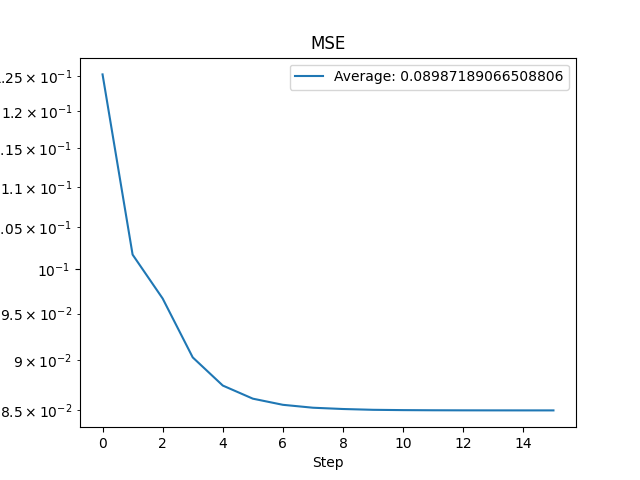 MSE
Average: 0.08987189066508806
.25 × 10⁻¹
1.2 × 10⁻¹
.15 × 10⁻¹
1.1 × 10⁻¹
.05 × 10⁻¹
10⁻¹
9.5 × 10⁻²
9 × 10⁻²
8.5 × 10⁻²
0 2 4 6 8 10 12 14
Step